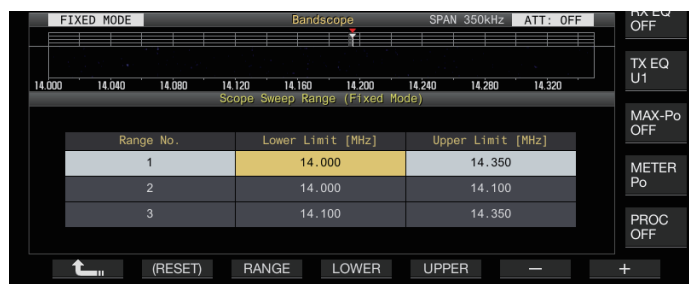 FIXED MODE Bandscope SPAN 350kHz ATT: OFF
14.000 14.040 14.080 14.120 14.160 14.200 14.240 14.280 14.320
Scope Sweep Range (Fixed Mode)
Range No. Lower Limit [MHz] Upper Limit [MHz]
1 14.000 14.350
2 14.000 14.100
3 14.100 14.350
RX EQ
OFF
TX EQ
U1
MAX-Po
OFF
METER
Po
PROC
OFF
(RESET) RANGE LOWER UPPER — +